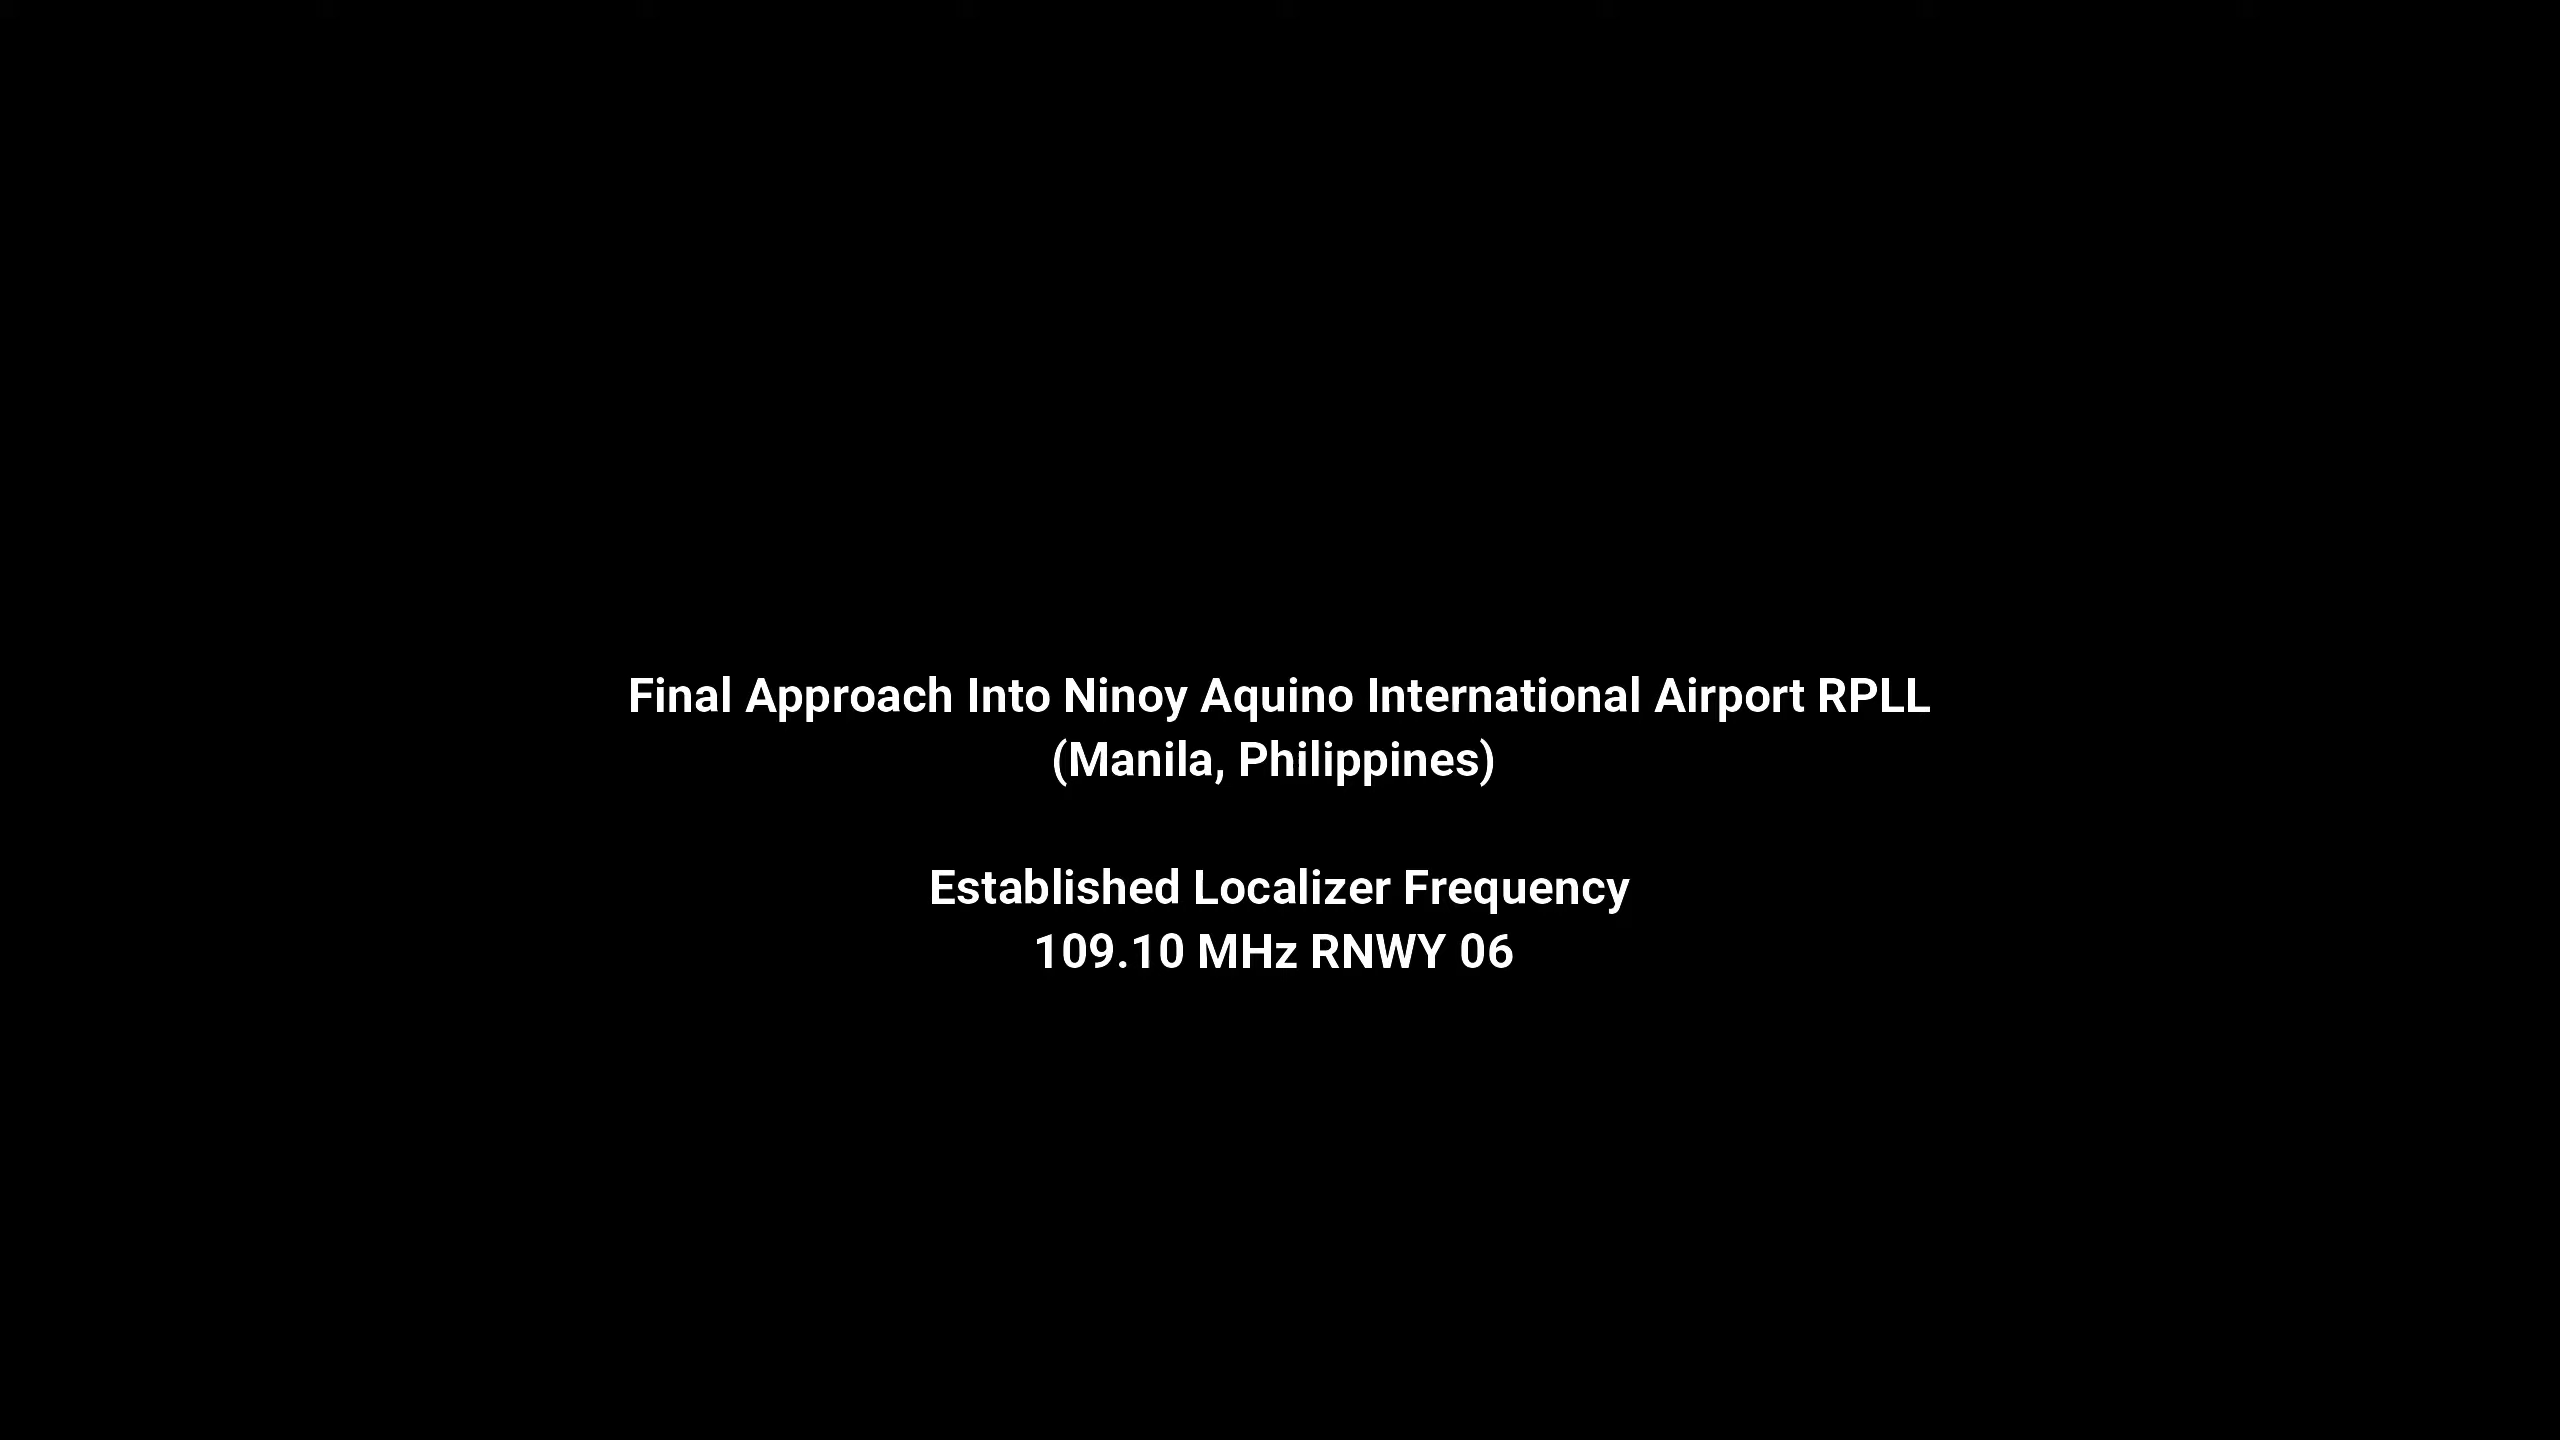 Final Approach Into Ninoy Aquino International Airport RPLL
(Manila, Philippines)
Established Localizer Frequency
109.10 MHz RNWY 06